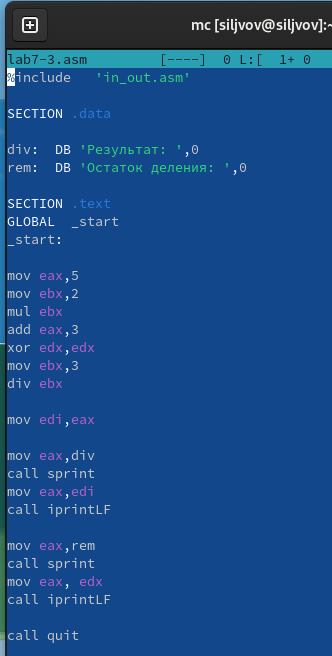 mc [siljvov@siljvov]:~
lab7-3.asm [----] 0 L:[ 1+ 0
%include 'in_out.asm'
SECTION .data
div: DB 'Результат: ',0
rem: DB 'Остаток деления: ',0
SECTION .text
GLOBAL _start
_start:
mov eax,5
mov ebx,2
mul ebx
add eax,3
xor edx,edx
mov ebx,3
div ebx
mov edi,eax
mov eax,div
call sprint
mov eax,edi
call iprintLF
mov eax,rem
call sprint
mov eax, edx
call iprintLF
call quit